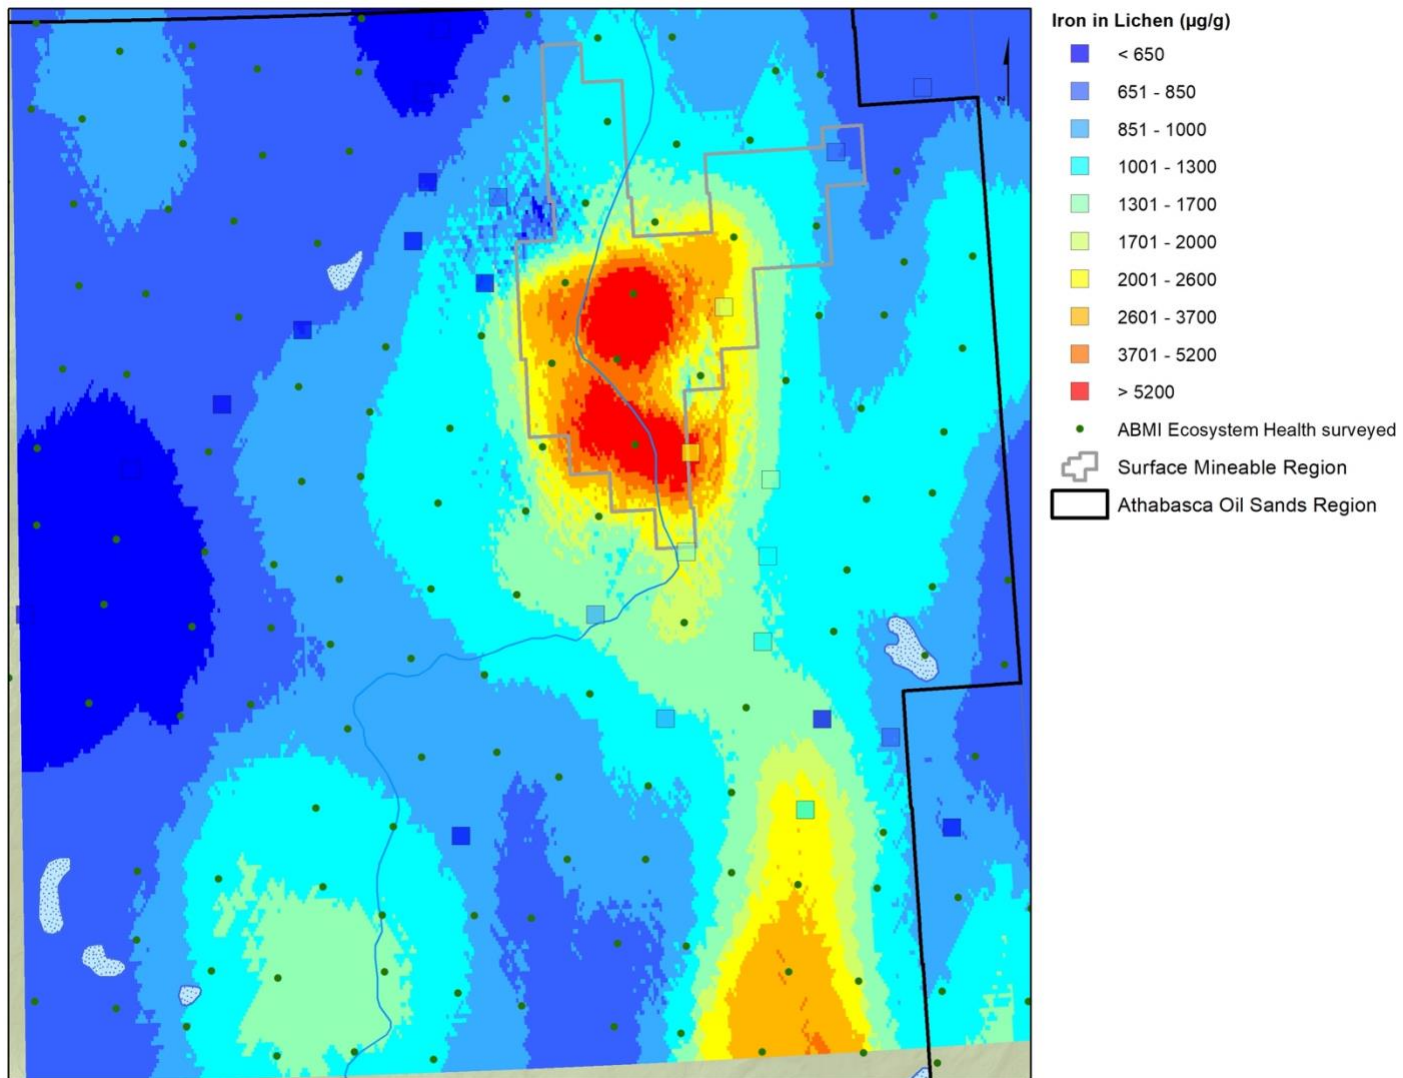 Iron in Lichen (µg/g)
< 650
651 - 850
851 - 1000
1001 - 1300
1301 - 1700
1701 - 2000
2001 - 2600
2601 - 3700
3701 - 5200
> 5200
ABMI Ecosystem Health surveyed
Surface Mineable Region
Athabasca Oil Sands Region